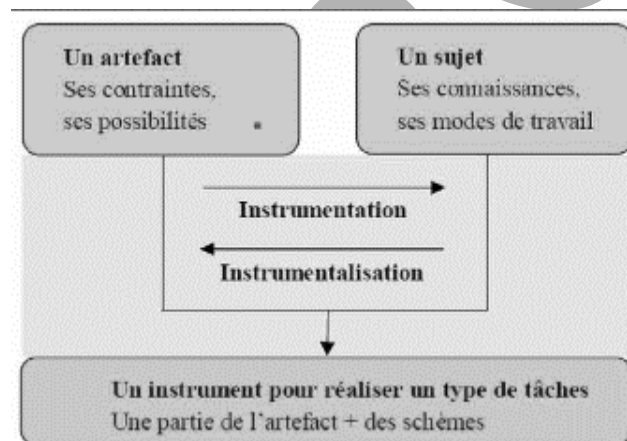 Un artefact
Ses contraintes,
ses possibilités
Un sujet
Ses connaissances,
ses modes de travail
Instrumentation
Instrumentalisation
Un instrument pour réaliser un type de tâches
Une partie de l'artefact + des schèmes